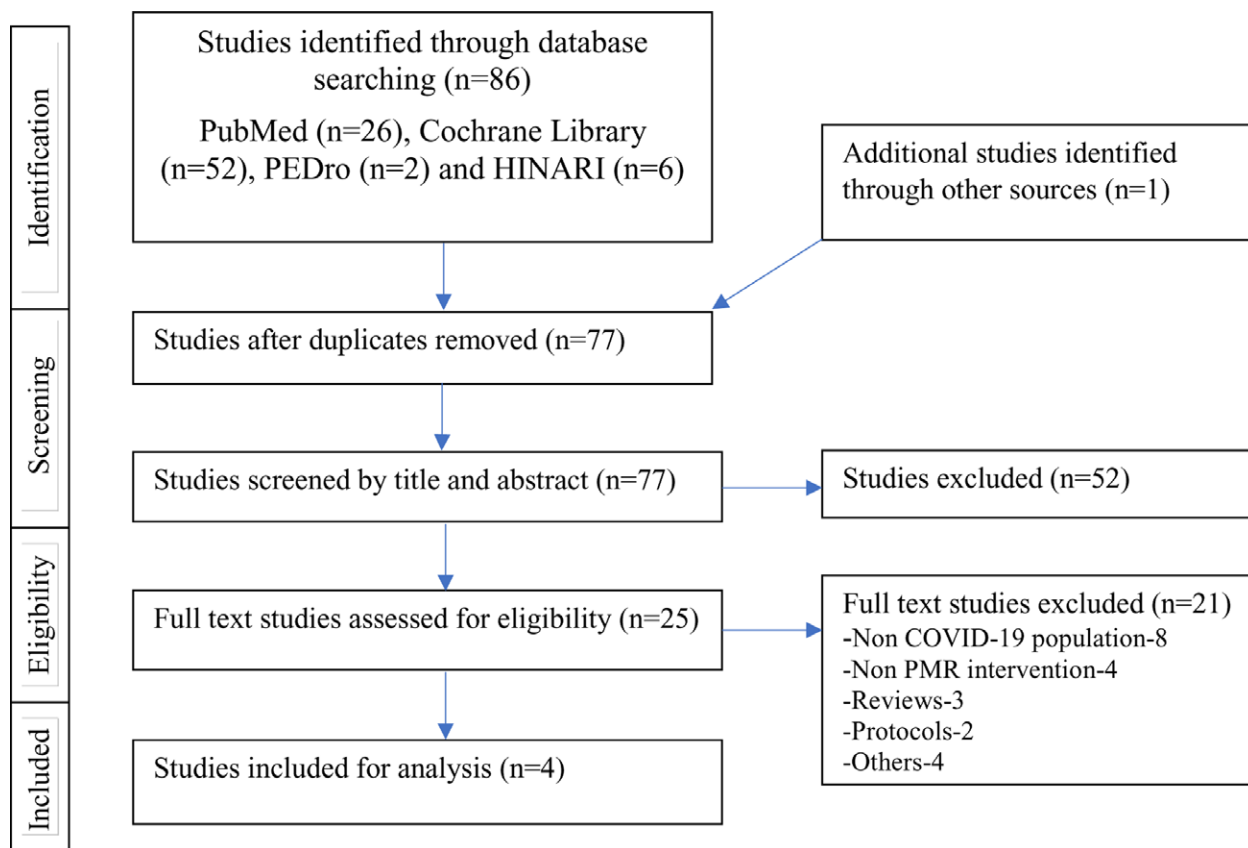 Identification
Studies identified through database
searching (n=86)
PubMed (n=26), Cochrane Library
(n=52), PEDro (n=2) and HINARI (n=6)
Additional studies identified
through other sources (n=1)
Screening
Studies after duplicates removed (n=77)
Studies screened by title and abstract (n=77)
Studies excluded (n=52)
Eligibility
Full text studies assessed for eligibility (n=25)
Full text studies excluded (n=21)
-Non COVID-19 population-8
-Non PMR intervention-4
-Reviews-3
-Protocols-2
-Others-4
Included
Studies included for analysis (n=4)